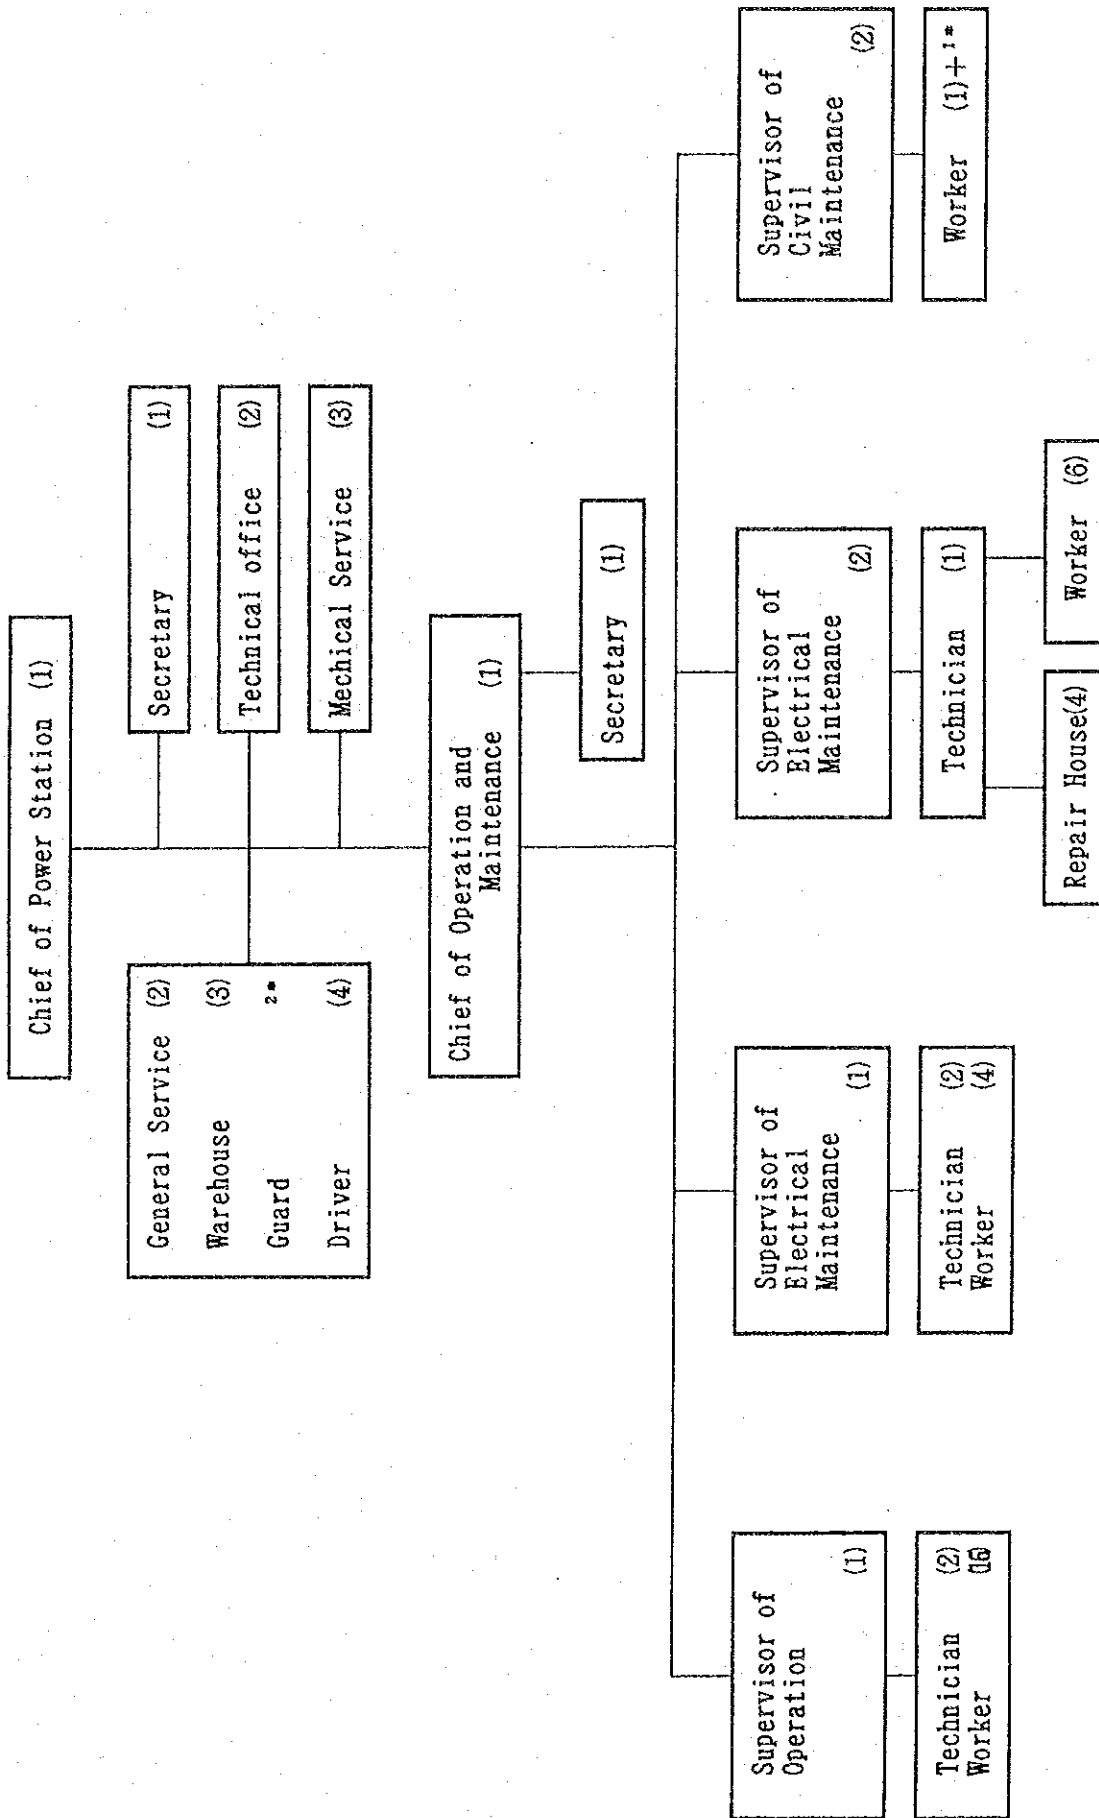 Chief of Power Station (1)
General Service (2)
Warehouse (3)
Guard 2*
Driver (4)
Secretary (1)
Technical office (2)
Mechical Service (3)
Chief of Operation and
Maintenance (1)
Secretary (1)
Supervisor of
Operation
(1)
Technician (2)
Worker
Supervisor of
Electrical
Maintenance
(1)
Technician (2)
Worker (4)
Supervisor of
Electrical
Maintenance
(2)
Technician (1)
Repair House(4)
Worker (6)
Supervisor of
Civil
Maintenance
(2)
Worker (1)+1*